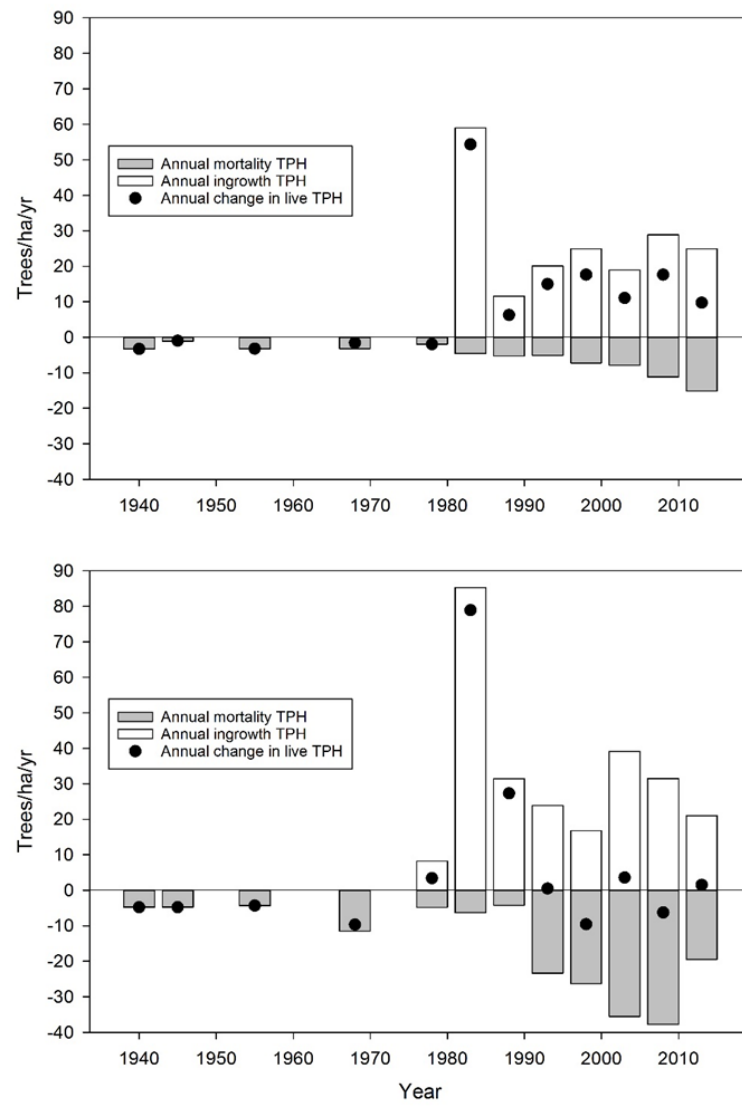 90
80
70
60
50
40
30
20
10
0
-10
-20
-30
-40
Trees/ha/yr
Annual mortality TPH
Annual ingrowth TPH
Annual change in live TPH
1940 1950 1960 1970 1980 1990 2000 2010
90
80
70
60
50
40
30
20
10
0
-10
-20
-30
-40
Trees/ha/yr
Annual mortality TPH
Annual ingrowth TPH
Annual change in live TPH
1940 1950 1960 1970 1980 1990 2000 2010
Year